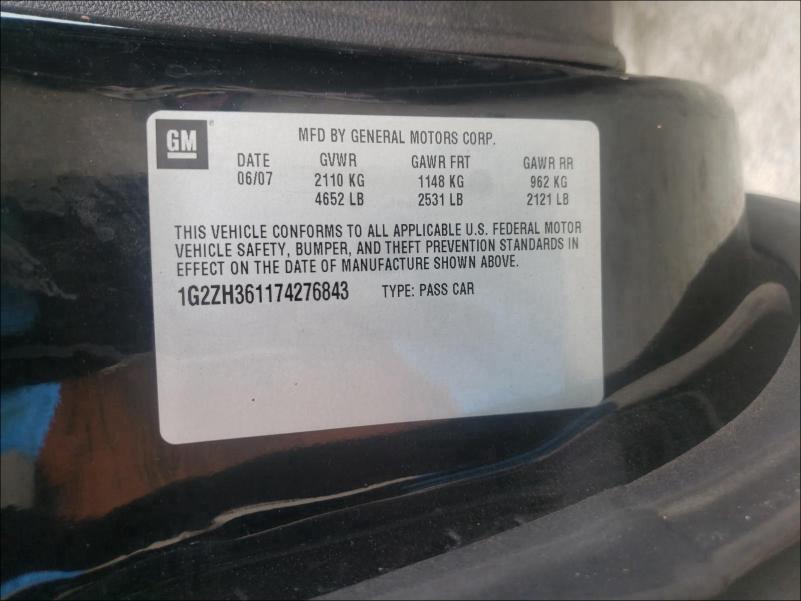 GM ® MFD BY GENERAL MOTORS CORP.
DATE GVWR GAWR FRT GAWR RR
06/07 2110 KG 1148 KG 962 KG
4652 LB 2531 LB 2121 LB
THIS VEHICLE CONFORMS TO ALL APPLICABLE U.S. FEDERAL MOTOR
VEHICLE SAFETY, BUMPER, AND THEFT PREVENTION STANDARDS IN
EFFECT ON THE DATE OF MANUFACTURE SHOWN ABOVE.
1G2ZH361174276843 TYPE: PASS CAR